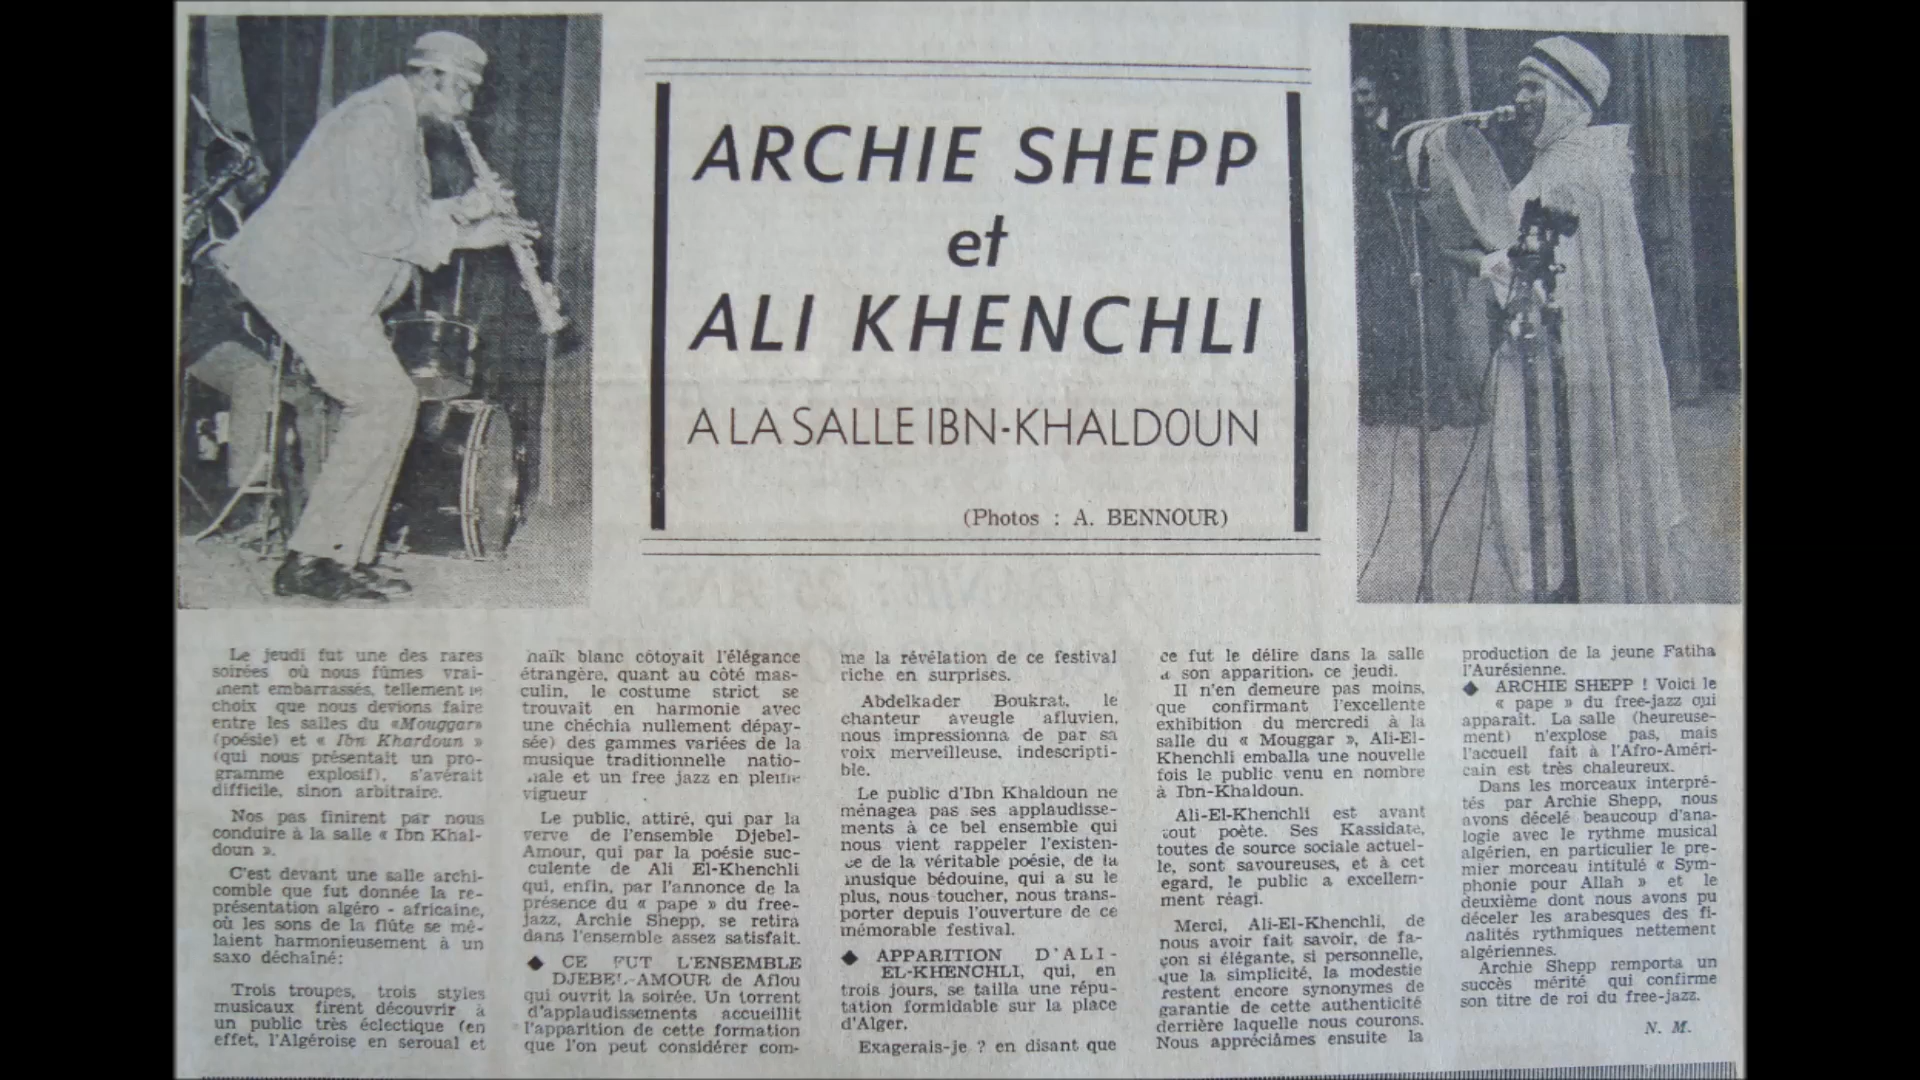 ARCHIE SHEPP
et
ALI KHENCHLI
A LA SALLE IBN-KHALDOUN
(Photos : A. BENNOUR)
Le jeudi fut une des rares
soirées où nous fûmes vrai-
ment embarrassés, tellement le
choix que nous devions faire
entre les salles du «Mouggar»
(poésie) et « Ibn Khardoun »
(qui nous présentait un pro-
gramme explosif), s'avérait
difficile, sinon arbitraire.
Nos pas finirent par nous
conduire à la salle « Ibn Khal-
doun ».
C'est devant une salle archi-
comble que fut donnée la re-
présentation algéro - africaine,
où les sons de la flûte se mê-
laient harmonieusement à un
saxo déchaîné:
Trois troupes, trois styles
musicaux firent découvrir à
un public très éclectique (en
effet, l'Algéroise en seroual et
haïk blanc côtoyait l'élégance
étrangère, quant au côté mas-
culin, le costume strict se
trouvait en harmonie avec
une chéchia nullement dépay-
sée) des gammes variées de la
musique traditionnelle natio-
nale et un free jazz en pleine
vigueur
Le public, attiré, qui par la
verve de l'ensemble Djebel-
Amour, qui par la poésie suc-
culente de Ali El-Khenchli
qui, enfin, par l'annonce de la
présence du « pape » du free-
jazz, Archie Shepp, se retira
dans l'ensemble assez satisfait.
◆ CE FUT L'ENSEMBLE
DJEBEL-AMOUR de Aflou
qui ouvrit la soirée. Un torrent
d'applaudissements accueillit
l'apparition de cette formation
que l'on peut considérer com-
me la révélation de ce festival
riche en surprises.
Abdelkader Boukrat, le
chanteur aveugle afluvien,
nous impressionna de par sa
voix merveilleuse, indescripti-
ble.
Le public d'Ibn Khaldoun ne
ménagea pas ses applaudisse-
ments à ce bel ensemble qui
nous vient rappeler l'existen-
ce de la véritable poésie, de la
musique bédouine, qui a su le
plus, nous toucher, nous trans-
porter depuis l'ouverture de ce
mémorable festival.
◆ APPARITION D'ALI-
EL-KHENCHLI, qui, en
trois jours, se tailla une répu-
tation formidable sur la place
d'Alger.
Exagerais-je ? en disant que
ce fut le délire dans la salle
à son apparition, ce jeudi.
Il n'en demeure pas moins,
que confirmant l'excellente
exhibition du mercredi à la
salle du « Mouggar », Ali-El-
Khenchli emballa une nouvelle
fois le public venu en nombre
à Ibn-Khaldoun.
Ali-El-Khenchli est avant
tout poète. Ses Kassidate,
toutes de source sociale actuel-
le, sont savoureuses, et à cet
egard, le public a excellem-
ment réagi.
Merci, Ali-El-Khenchli, de
nous avoir fait savoir, de fa-
çon si élégante, si personnelle,
que la simplicité, la modestie
restent encore synonymes de
garantie de cette authenticité
derrière laquelle nous courons.
Nous appréciâmes ensuite la
production de la jeune Fatiha
l'Aurésienne.
◆ ARCHIE SHEPP ! Voici le
« pape » du free-jazz qui
apparaît. La salle (heureuse-
ment) n'explose pas, mais
l'accueil fait à l'Afro-Améri-
cain est très chaleureux.
Dans les morceaux interpré-
tés par Archie Shepp, nous
avons décelé beaucoup d'ana-
logie avec le rythme musical
algérien, en particulier le pre-
mier morceau intitulé « Sym-
phonie pour Allah » et le
deuxième dont nous avons pu
déceler les arabesques des fi-
nalités rythmiques nettement
algériennes.
Archie Shepp remporta un
succès mérité qui confirme
son titre de roi du free-jazz.
N. M.